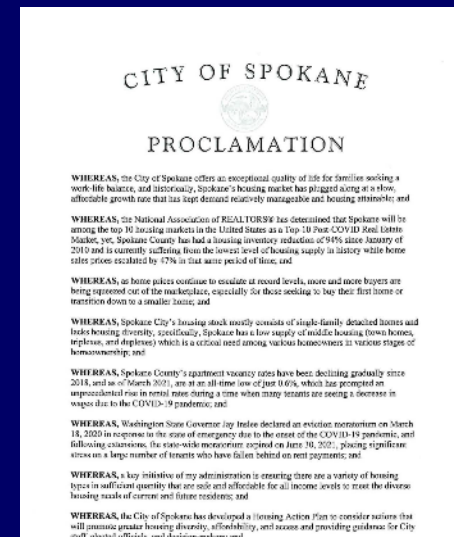 CITY OF SPOKANE
PROCLAMATION
WHEREAS, the City of Spokane offers an exceptional quality of life for families seeking a
work-life balance, and historically, Spokane's housing market has plugged along at a slow,
affordable growth rate that has kept demand relatively manageable and housing attainable; and
WHEREAS, the National Association of REALTORS® has determined that Spokane will be
among the top 10 housing markets in the United States as a Top 10 Post-COVID Real Estate
Market, yet, Spokane County has had a housing inventory reduction of 94% since January of
2010 and is currently suffering from the lowest level of housing supply in history while home
sales prices escalated by 47% in that same period of time; and
WHEREAS, as home prices continue to escalate at record levels, more and more buyers are
being squeezed out of the marketplace, especially for those seeking to buy their first home or
transition down to a smaller home; and
WHEREAS, Spokane City's housing stock mostly consists of single-family detached homes and
lacks housing diversity, specifically, Spokane has a low supply of middle housing (town homes,
triplexes, and duplexes) which is a critical need among various homeowners in various stages of
homeownership; and
WHEREAS, Spokane County's apartment vacancy rates have been declining gradually since
2018, and as of March 2021, are at an all-time low of just 0.6%, which has prompted an
unprecedented rise in rental rates during a time when many tenants are seeing a decrease in
wages due to the COVID-19 pandemic; and
WHEREAS, Washington State Governor Jay Inslee declared an eviction moratorium on March
18, 2020 in response to the state of emergency due to the onset of the COVID-19 pandemic, and
following extensions, the state-wide moratorium expired on June 30, 2021, placing significant
stress on a large number of tenants who have fallen behind on rent payments; and
WHEREAS, a key initiative of my administration is ensuring there are a variety of housing
types in sufficient quantity that are safe and affordable for all income levels to meet the diverse
housing needs of current and future residents; and
WHEREAS, the City of Spokane has developed a Housing Action Plan to consider actions that
will promote greater housing diversity, affordability, and access and providing guidance for City
staff, elected officials, and decision-makers; and